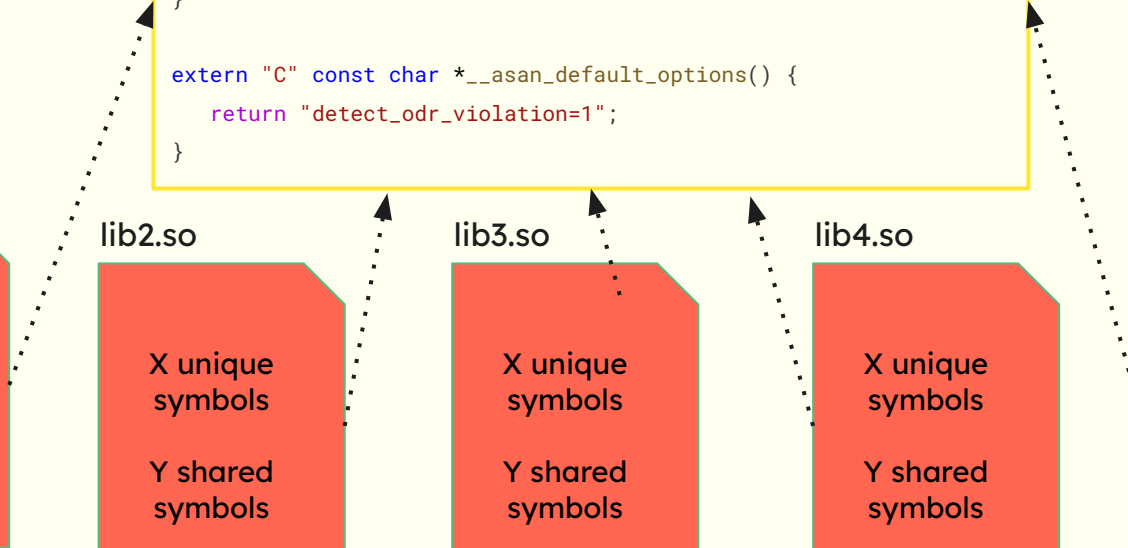 }
extern "C" const char *__asan_default_options() {
return "detect_odr_violation=1";
}
lib2.so
lib3.so
lib4.so
X unique
symbols
Y shared
symbols
X unique
symbols
Y shared
symbols
X unique
symbols
Y shared
symbols